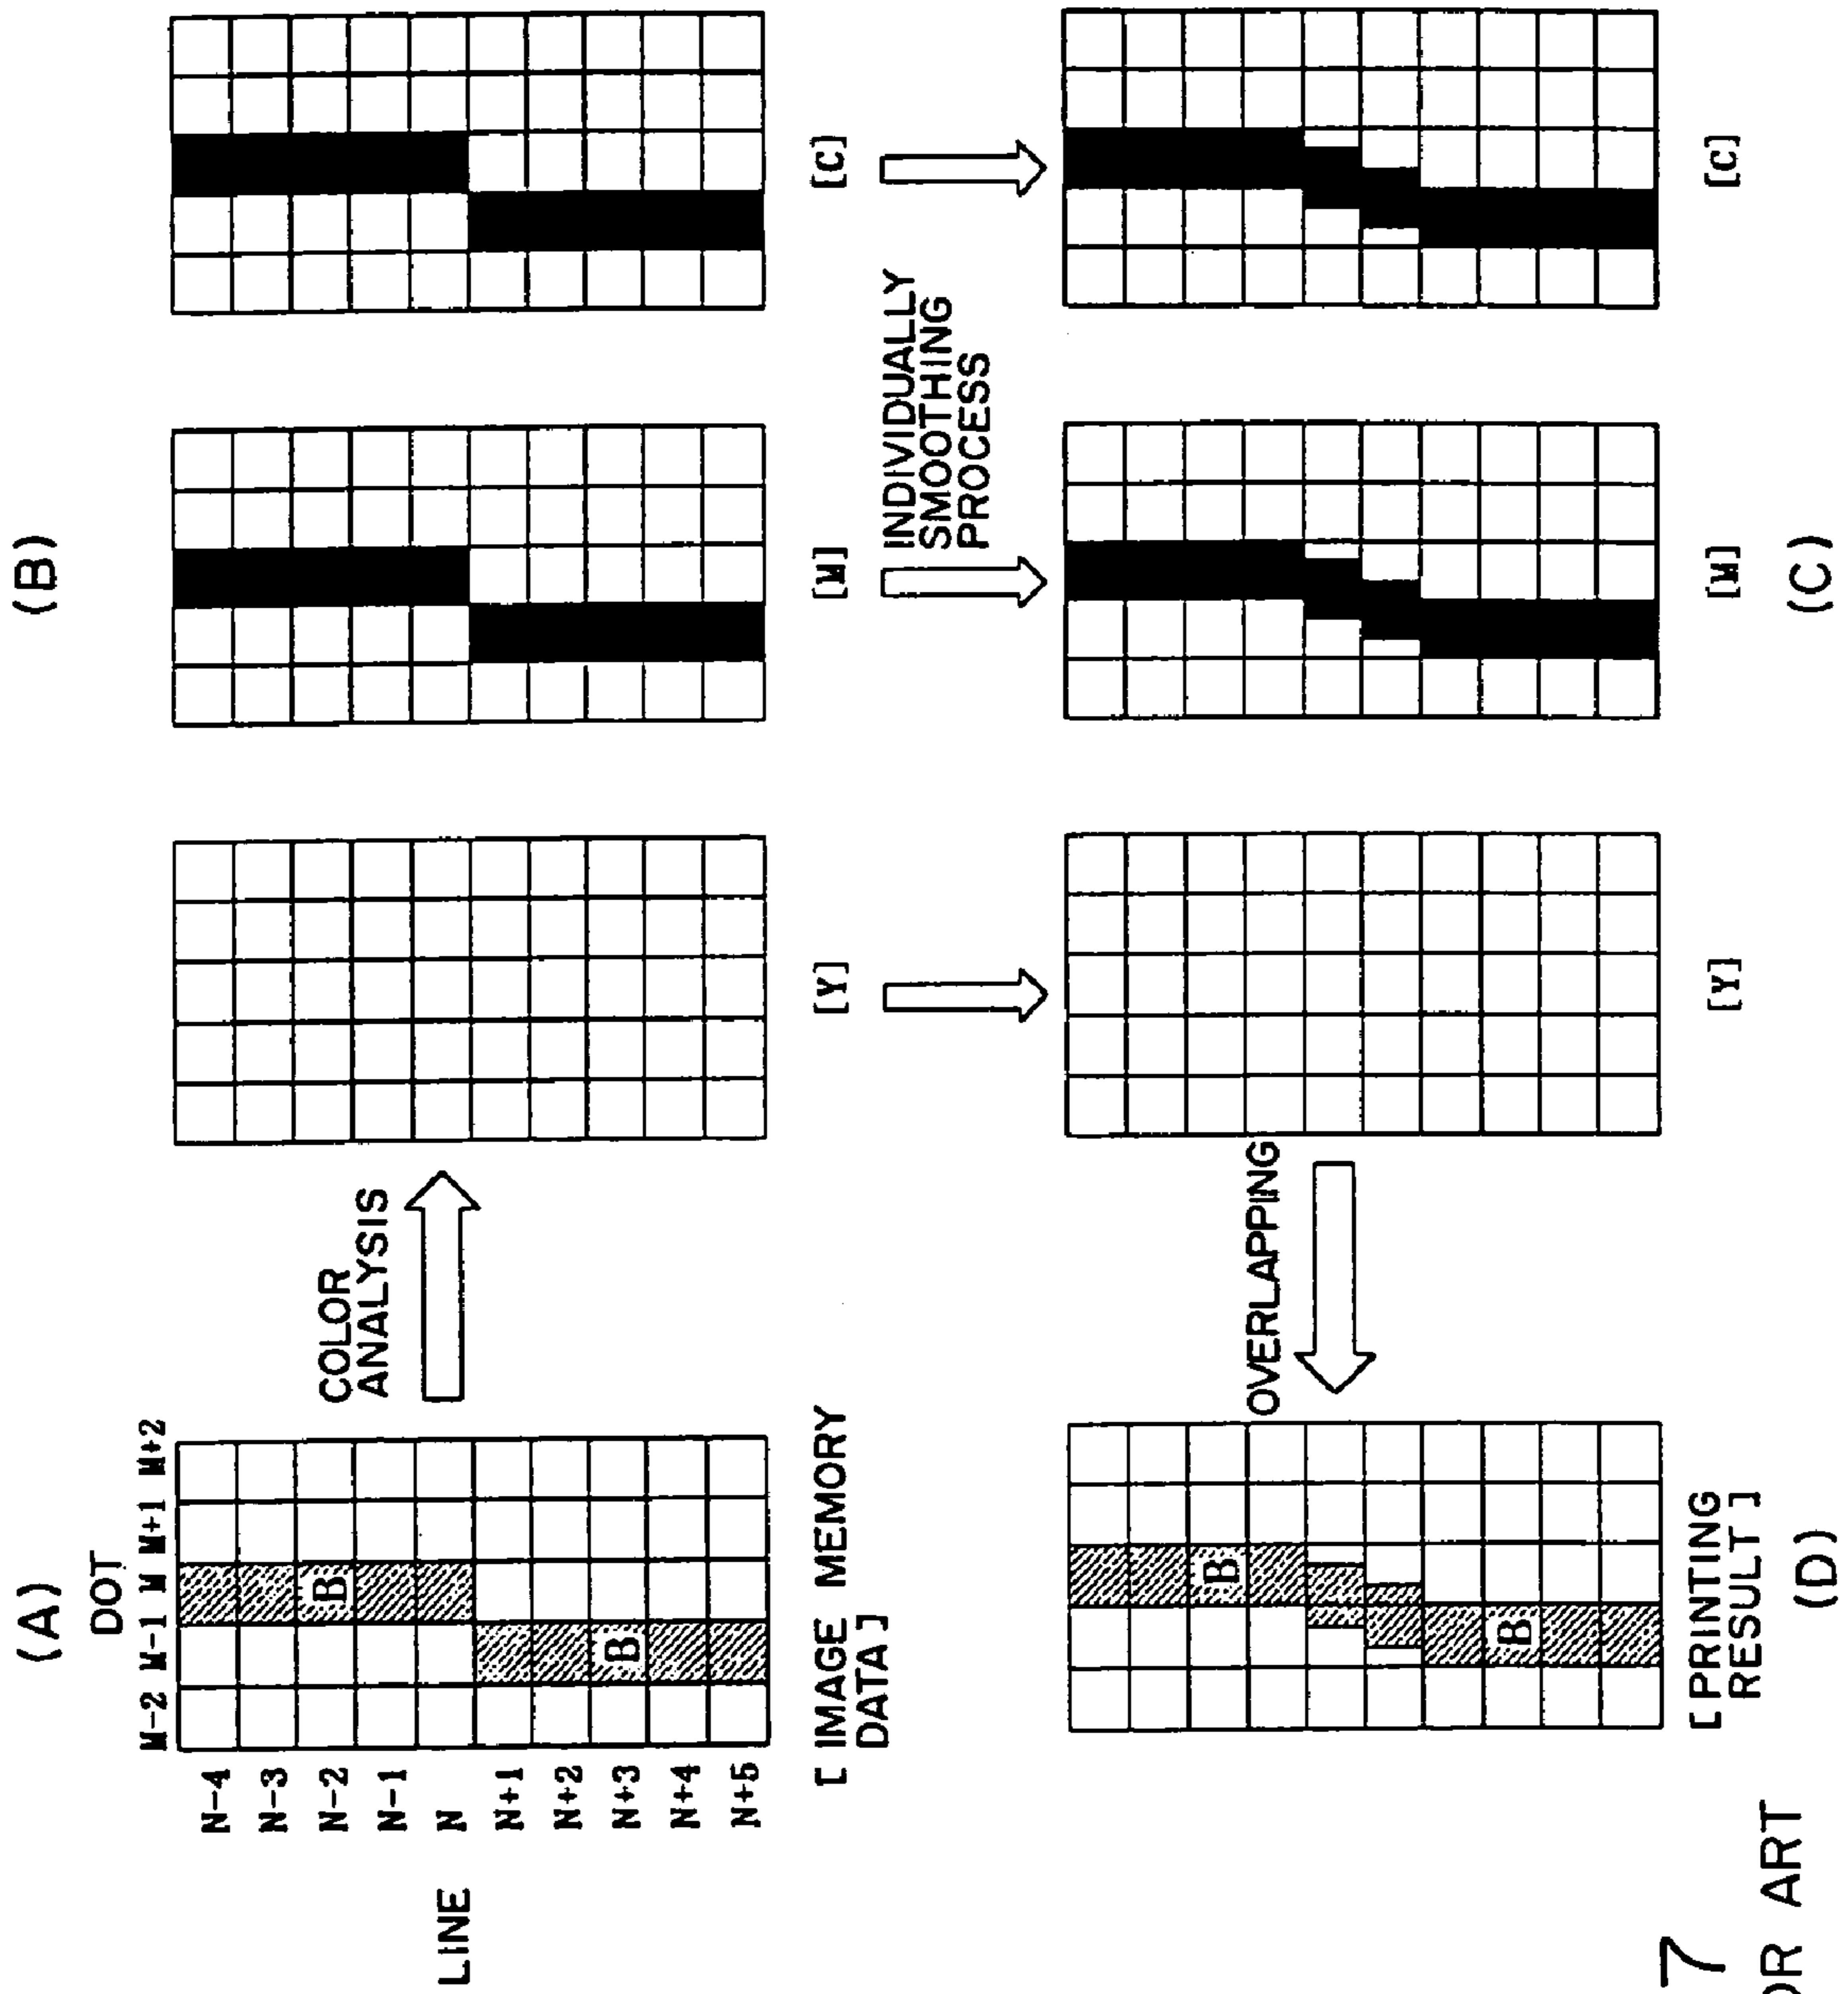 (A)
(B)
DOT
M-2 M-1 M M+1 M+2
LINE
N-4
N-3
N-2
N-1
N
N+1
N+2
N+3
N+4
N+5
B
B
COLOR
ANALYSIS
[IMAGE MEMORY
DATA]
[Y]
[M]
[C]
INDIVIDUALLY
SMOOTHING
PROCESS
OVERLAPPING
B
B
[PRINTING
RESULT]
[Y]
[M]
[C]
(D)
(C)
7
OR ART